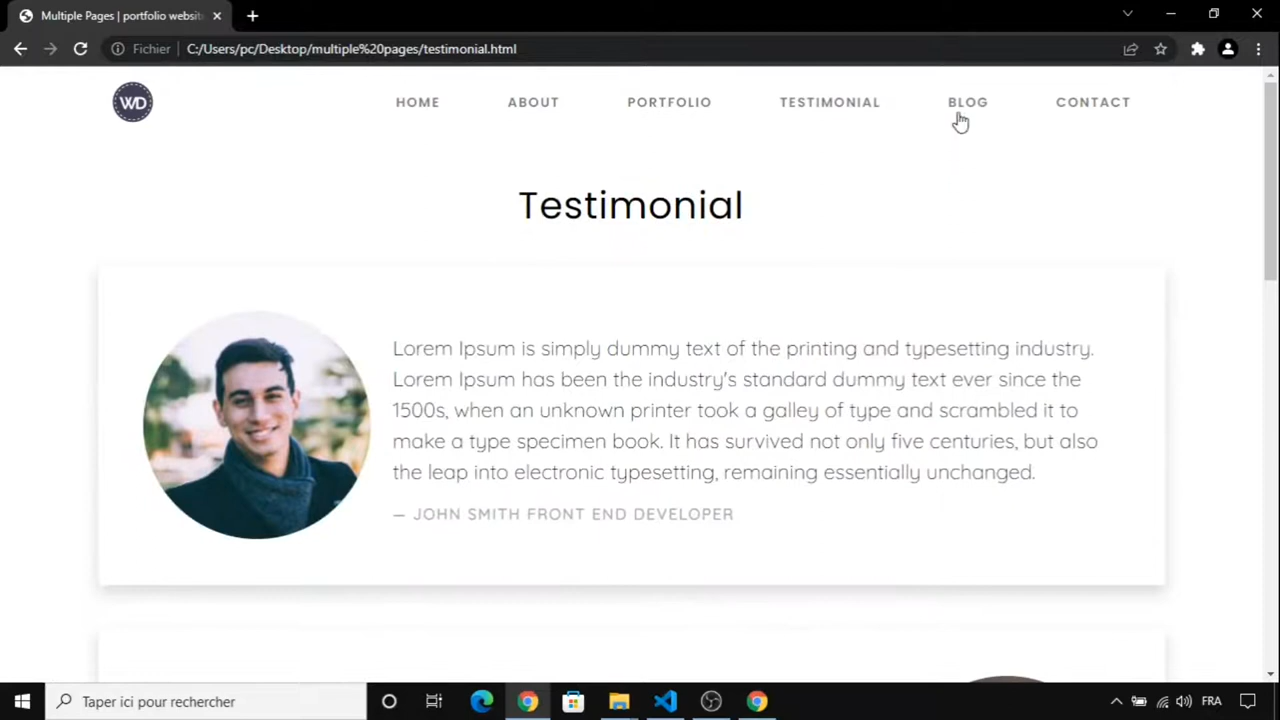 Multiple Pages | portfolio websit
Fichier
C:/Users/pc/Desktop/multiple%20pages/testimonial.html
WD
HOME
ABOUT
PORTFOLIO
TESTIMONIAL
BLOG
CONTACT
Testimonial
Lorem Ipsum is simply dummy text of the printing and typesetting industry.
Lorem Ipsum has been the industry's standard dummy text ever since the
1500s, when an unknown printer took a galley of type and scrambled it to
make a type specimen book. It has survived not only five centuries, but also
the leap into electronic typesetting, remaining essentially unchanged.
— JOHN SMITH FRONT END DEVELOPER
Taper ici pour rechercher
FRA